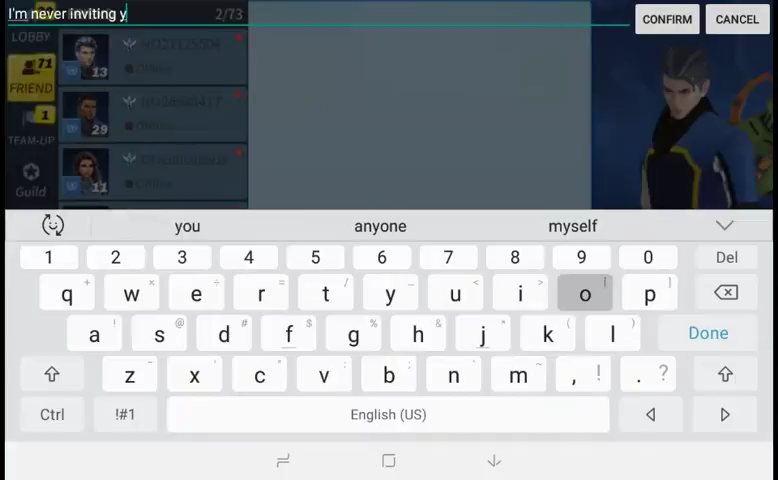 I'm never inviting y
CONFIRM
CANCEL
2/73
LOBBY
71
FRIEND
1
TEAM-UP
Guild
13
29
11
you
anyone
myself
1 2 3 4 5 6 7 8 9 0 Del
q w e r t y u i o p
a s d f g h j k l Done
z x c v b n m , ! . ?
Ctrl !#1 English (US)